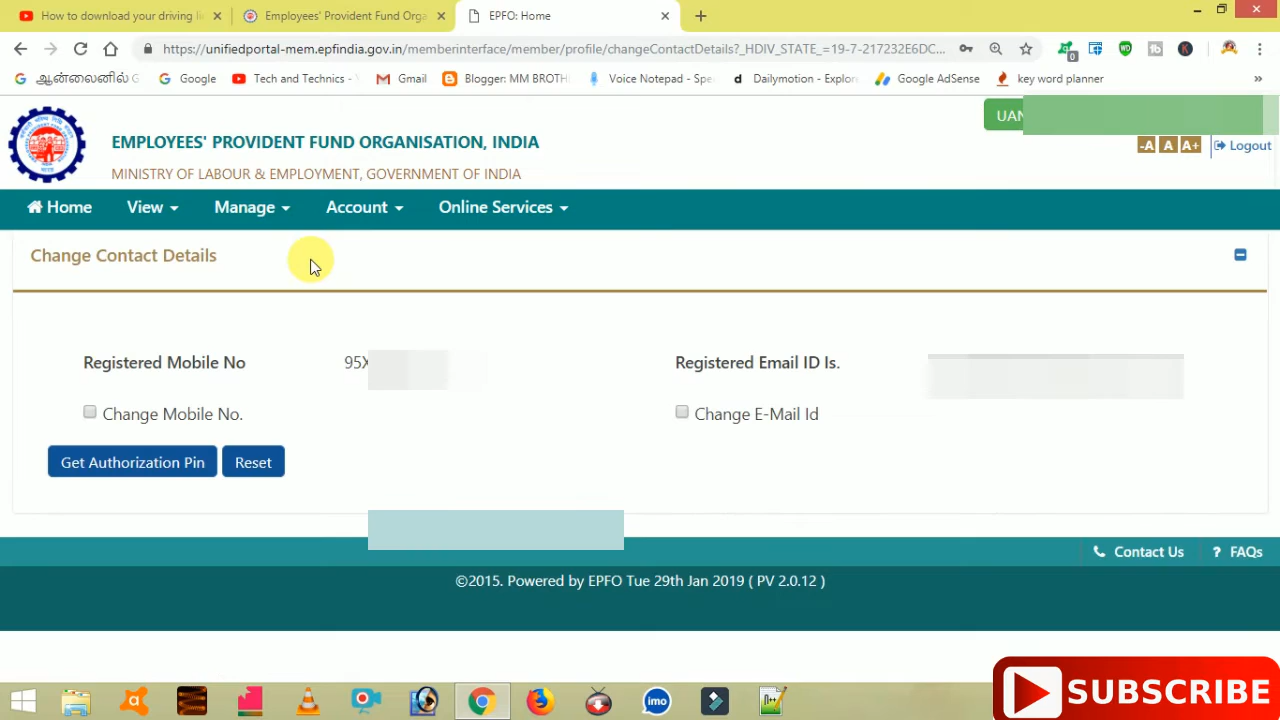 How to download your driving li
Employees' Provident Fund Orga
EPFO: Home
https://unifiedportal-mem.epfindia.gov.in/memberinterface/member/profile/changeContactDetails?_HDIV_STATE_=19-7-217232E6DC...
ஆன்லைனில் G
Google
Tech and Technics -
Gmail
Blogger: MM BROTH
Voice Notepad - Spe
Dailymotion - Explor
Google AdSense
key word planner
»
EMPLOYEES' PROVIDENT FUND ORGANISATION, INDIA
MINISTRY OF LABOUR & EMPLOYMENT, GOVERNMENT OF INDIA
UAN
-A A A+
Logout
Home View Manage Account Online Services
Change Contact Details
Registered Mobile No 95X
Registered Email ID Is.
Change Mobile No.
Change E-Mail Id
Get Authorization Pin Reset
Contact Us ? FAQs
©2015. Powered by EPFO Tue 29th Jan 2019 ( PV 2.0.12 )
imo
SUBSCRIBE